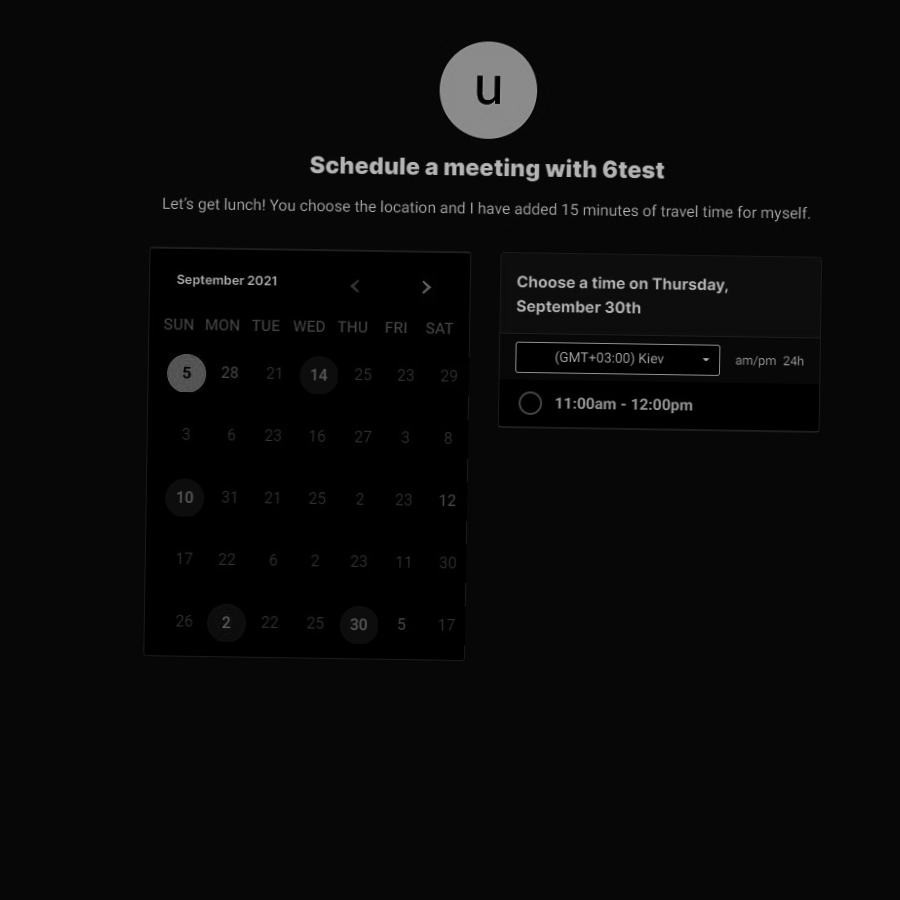 u
Schedule a meeting with 6test
Let's get lunch! You choose the location and I have added 15 minutes of travel time for myself.
September 2021
SUN MON TUE WED THU FRI SAT
5 28 21 14 25 23 29
3 6 23 16 27 3 8
10 31 21 25 2 23 12
17 22 6 2 23 11 30
26 2 22 25 30 5 17
Choose a time on Thursday,
September 30th
(GMT+03:00) Kiev
am/pm 24h
11:00am - 12:00pm